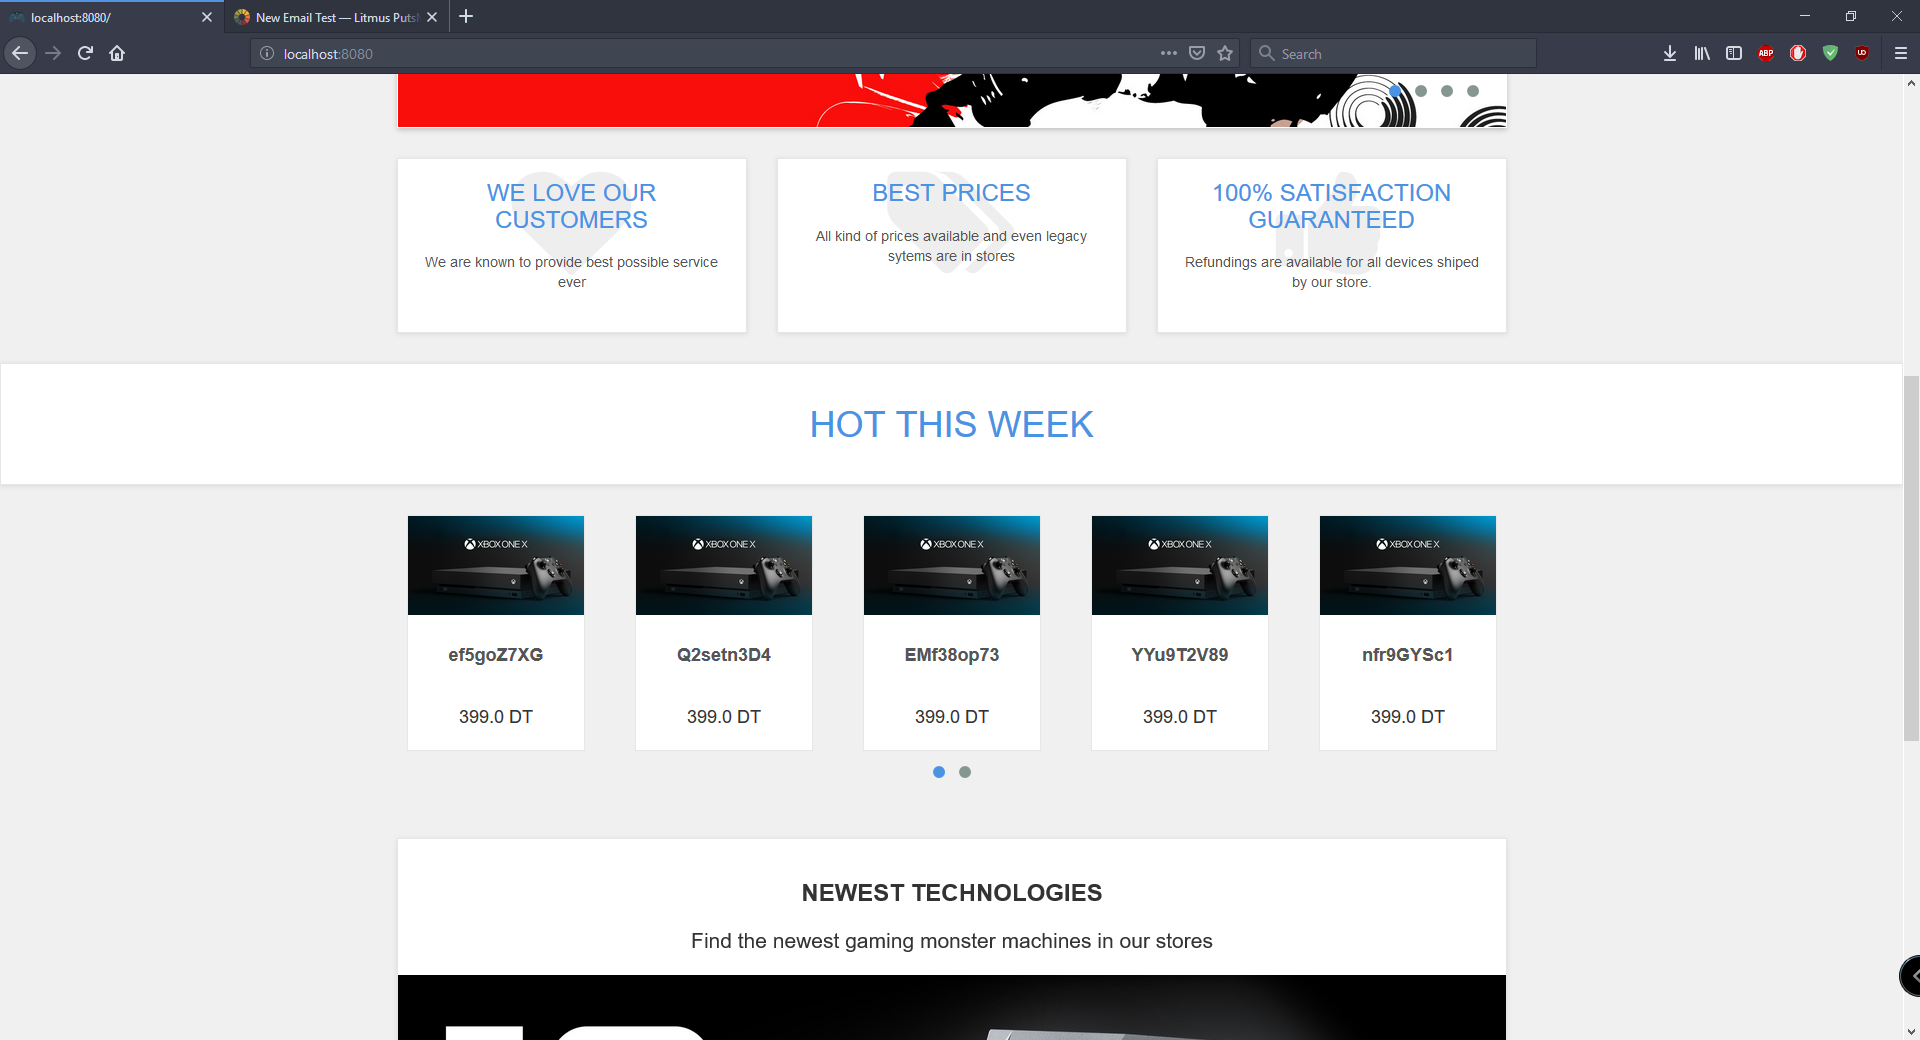 localhost:8080/
New Email Test — Litmus Puts
localhost:8080
Search
ABP
WE LOVE OUR
CUSTOMERS
We are known to provide best possible service
ever
BEST PRICES
All kind of prices available and even legacy
sytems are in stores
100% SATISFACTION
GUARANTEED
Refundings are available for all devices shiped
by our store.
HOT THIS WEEK
XBOX ONE X
XBOX ONE X
XBOX ONE X
XBOX ONE X
XBOX ONE X
ef5goZ7XG
Q2setn3D4
EMf38op73
YYu9T2V89
nfr9GYSc1
399.0 DT
399.0 DT
399.0 DT
399.0 DT
399.0 DT
NEWEST TECHNOLOGIES
Find the newest gaming monster machines in our stores